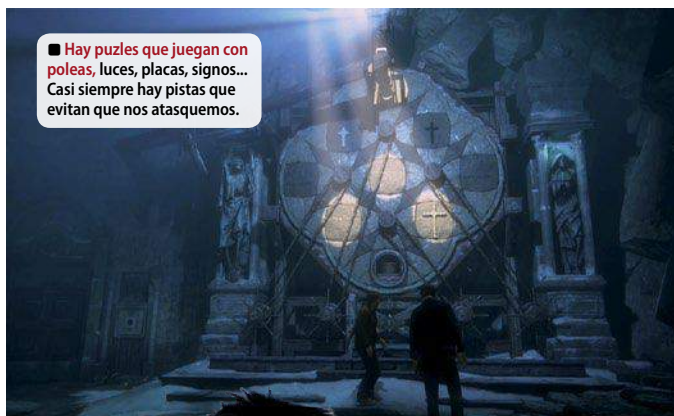 ■ Hay puzles que juegan con
poleas, luces, placas, signos...
Casi siempre hay pistas que
evitan que nos atasquemos.